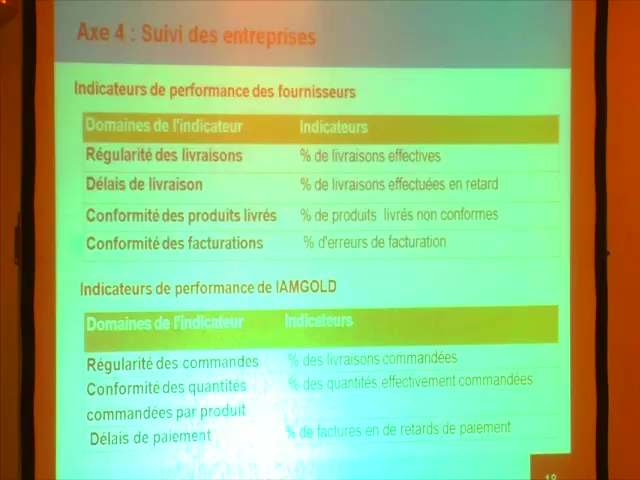 Axe 4 : Suivi des entreprises
Indicateurs de performance des fournisseurs
Domaines de l'indicateur Indicateurs
Régularité des livraisons % de livraisons effectives
Délais de livraison % de livraisons effectuées en retard
Conformité des produits livrés % de produits livrés non conformes
Conformité des facturations % d'erreurs de facturation
Indicateurs de performance de IAMGOLD
Domaines de l'indicateur Indicateurs
Régularité des commandes % des livraisons commandées
Conformité des quantités % des quantités effectivement commandées
commandées par produit
Délais de paiement % de factures en de retards de paiement